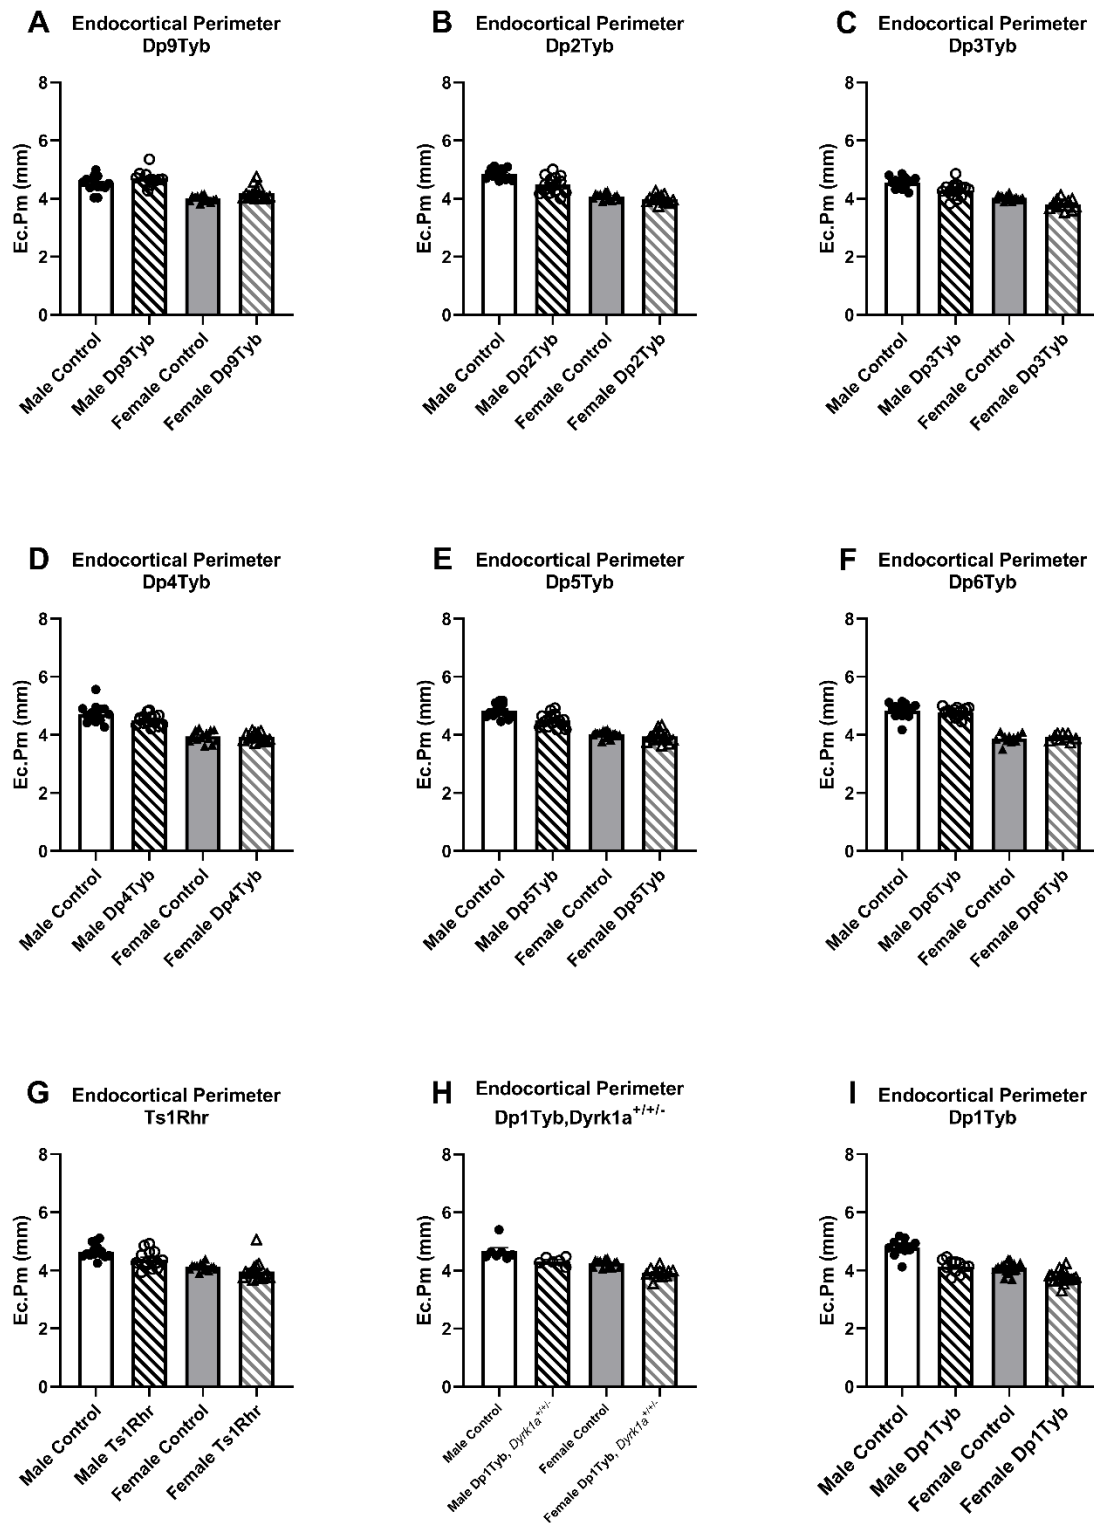 A Endocortical Perimeter
Dp9Tyb
8
6
4
2
0
Ec.Pm (mm)
Male Control
Male Dp9Tyb
Female Control
Female Dp9Tyb
B Endocortical Perimeter
Dp2Tyb
8
6
4
2
0
Ec.Pm (mm)
Male Control
Male Dp2Tyb
Female Control
Female Dp2Tyb
C Endocortical Perimeter
Dp3Tyb
8
6
4
2
0
Ec.Pm (mm)
Male Control
Male Dp3Tyb
Female Control
Female Dp3Tyb
D Endocortical Perimeter
Dp4Tyb
8
6
4
2
0
Ec.Pm (mm)
Male Control
Male Dp4Tyb
Female Control
Female Dp4Tyb
E Endocortical Perimeter
Dp5Tyb
8
6
4
2
0
Ec.Pm (mm)
Male Control
Male Dp5Tyb
Female Control
Female Dp5Tyb
F Endocortical Perimeter
Dp6Tyb
8
6
4
2
0
Ec.Pm (mm)
Male Control
Male Dp6Tyb
Female Control
Female Dp6Tyb
G Endocortical Perimeter
Ts1Rhr
8
6
4
2
0
Ec.Pm (mm)
Male Control
Male Ts1Rhr
Female Control
Female Ts1Rhr
H Endocortical Perimeter
Dp1Tyb,Dyrk1a+/+/-
8
6
4
2
0
Ec.Pm (mm)
Male Control
Male Dp1Tyb, Dyrk1a+/+/-
Female Control
Female Dp1Tyb, Dyrk1a+/+/-
I Endocortical Perimeter
Dp1Tyb
8
6
4
2
0
Ec.Pm (mm)
Male Control
Male Dp1Tyb
Female Control
Female Dp1Tyb